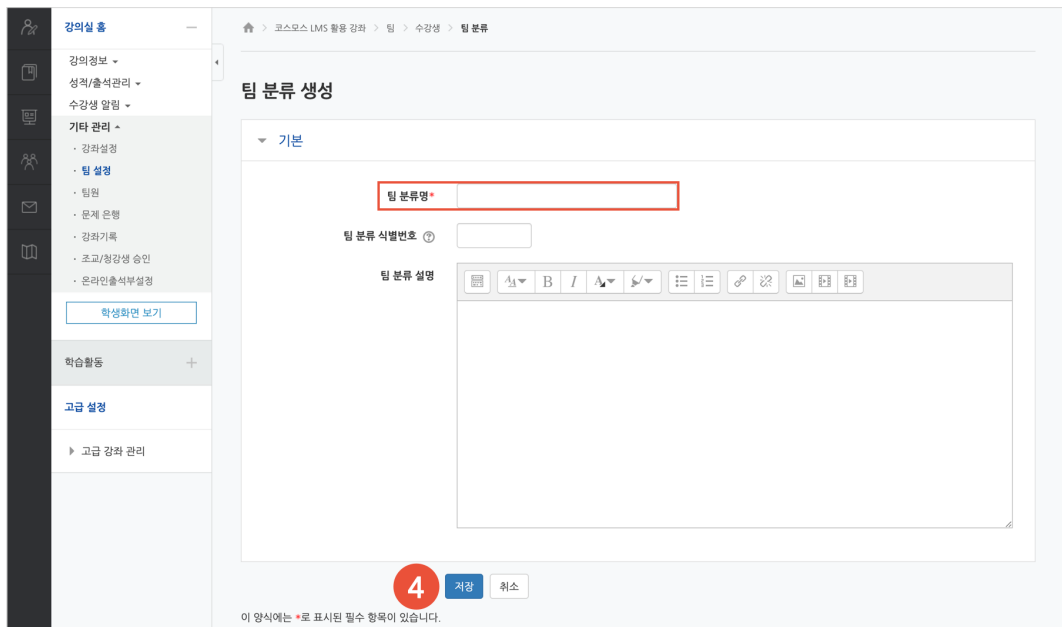 강의실 홈
강의정보
성적/출석관리
수강생 알림
기타 관리
· 강좌설정
· 팀 설정
· 팀원
· 문제 은행
· 강좌기록
· 조교/청강생 승인
· 온라인출석부설정
학생화면 보기
학습활동
고급 설정
고급 강좌 관리
코스모스 LMS 활용 강좌 > 팀 > 수강생 > 팀 분류
팀 분류 생성
기본
팀 분류명*
팀 분류 식별번호 ?
팀 분류 설명
B I
4 저장 취소
이 양식에는 *로 표시된 필수 항목이 있습니다.